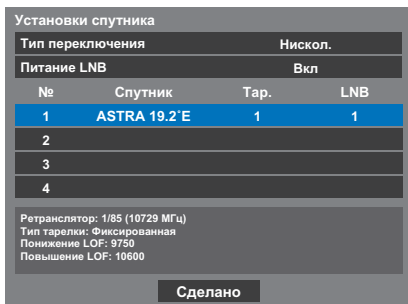 Установки спутника
Тип переключения Нискол.
Питание LNB Вкл
№ Спутник Тар. LNB
1 ASTRA 19.2˚E 1 1
2
3
4
Ретранслятор: 1/85 (10729 МГц)
Тип тарелки: Фиксированная
Понижение LOF: 9750
Повышение LOF: 10600
Сделано